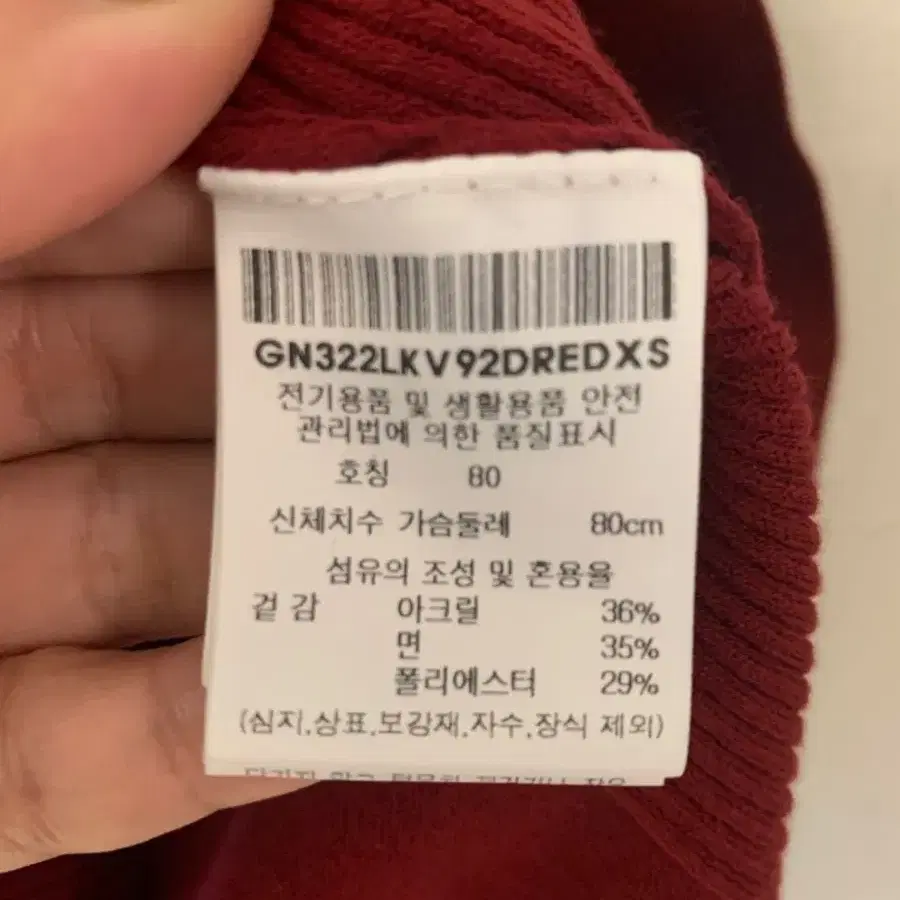 GN322LKV92DREDXS
전기용품 및 생활용품 안전
관리법에 의한 품질표시
호칭 80
신체치수 가슴둘레 80cm
섬유의 조성 및 혼용율
겉 감 아크릴 36%
면 35%
폴리에스터 29%
(심지,상표,보강재,자수,장식 제외)